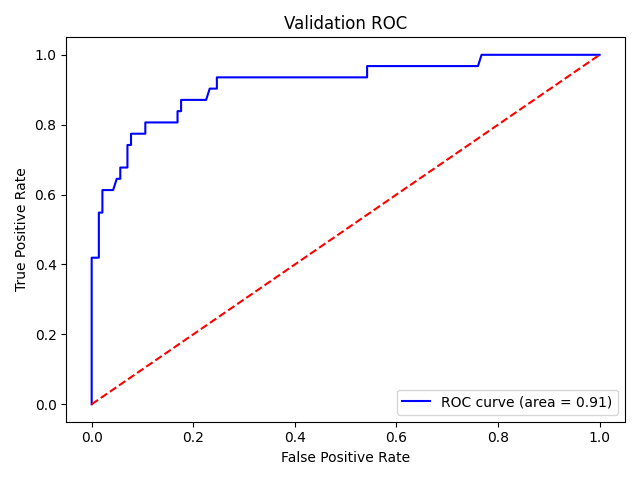 Validation ROC
True Positive Rate
1.0
0.8
0.6
0.4
0.2
0.0
ROC curve (area = 0.91)
0.0 0.2 0.4 0.6 0.8 1.0
False Positive Rate